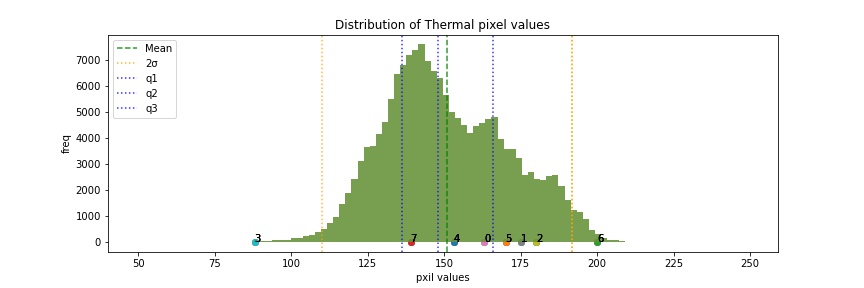 Distribution of Thermal pixel values
Mean
2σ
q1
q2
q3
freq
7000
6000
5000
4000
3000
2000
1000
0
3 7 4 0 5 1 2 6
50 75 100 125 150 175 200 225 250
pxil values